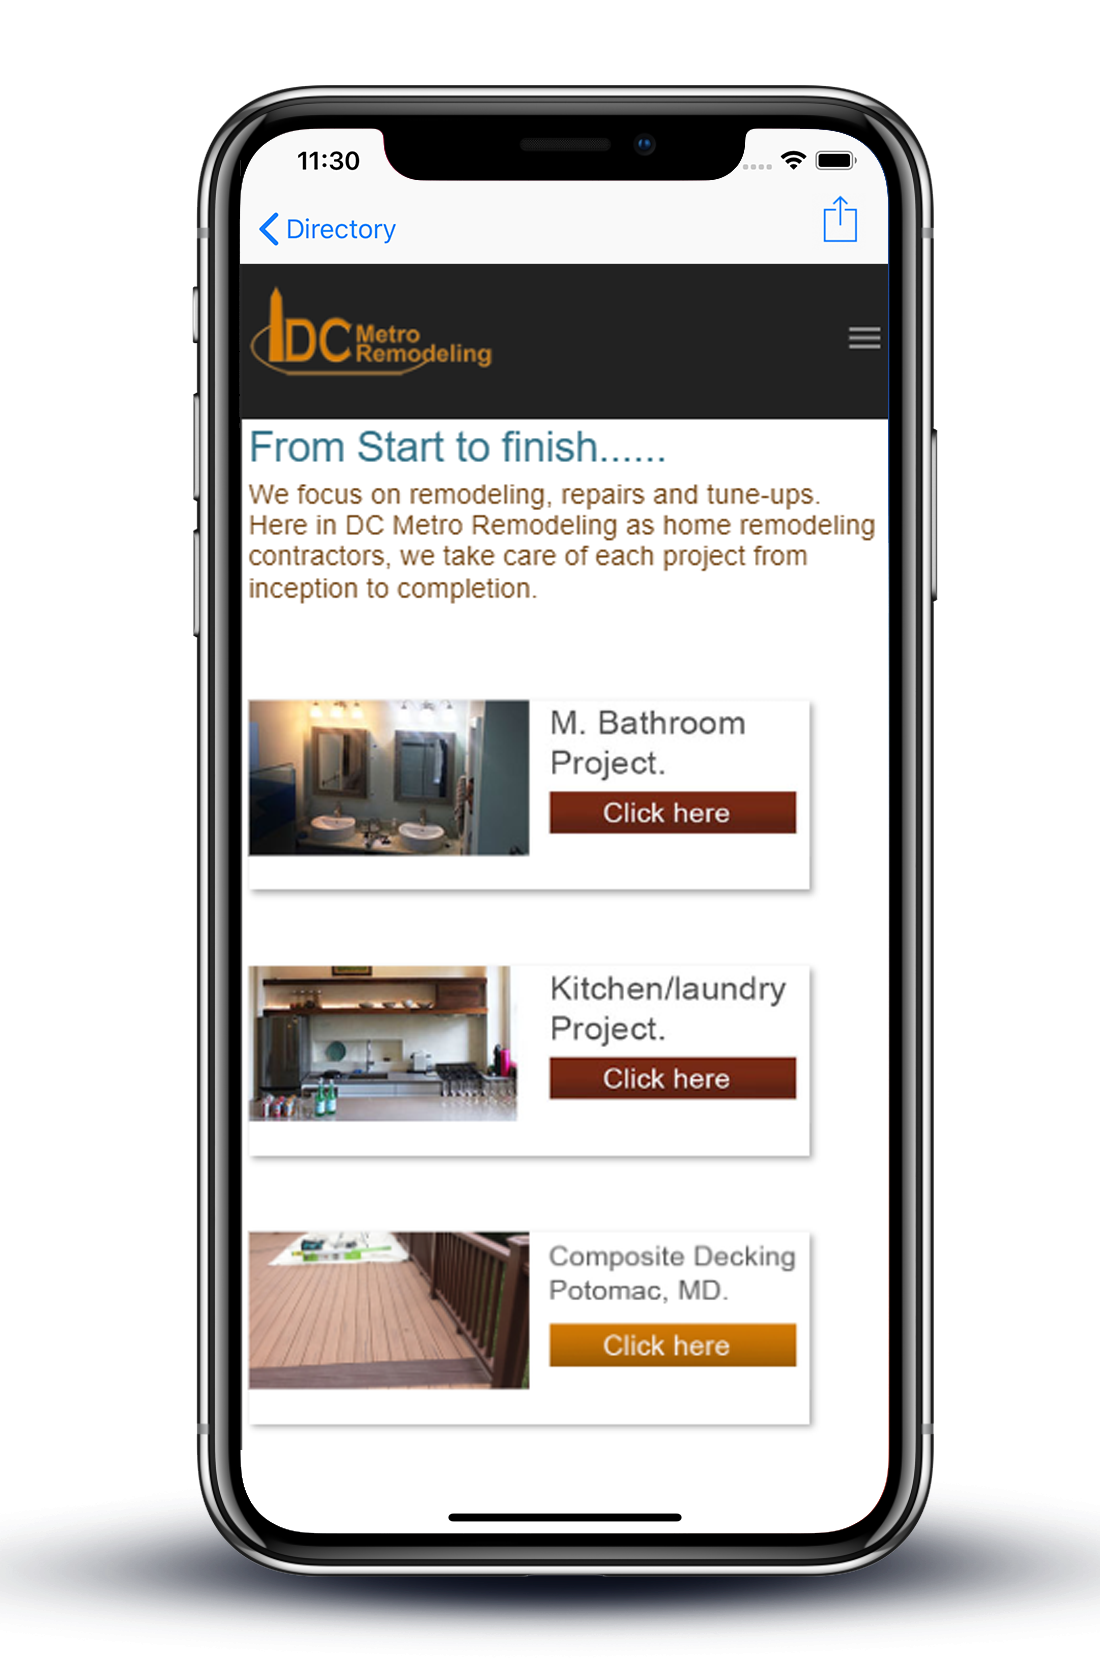 11:30
Directory
DC Metro
Remodeling
From Start to finish......
We focus on remodeling, repairs and tune-ups.
Here in DC Metro Remodeling as home remodeling
contractors, we take care of each project from
inception to completion.
M. Bathroom
Project.
Click here
Kitchen/laundry
Project.
Click here
Composite Decking
Potomac, MD.
Click here